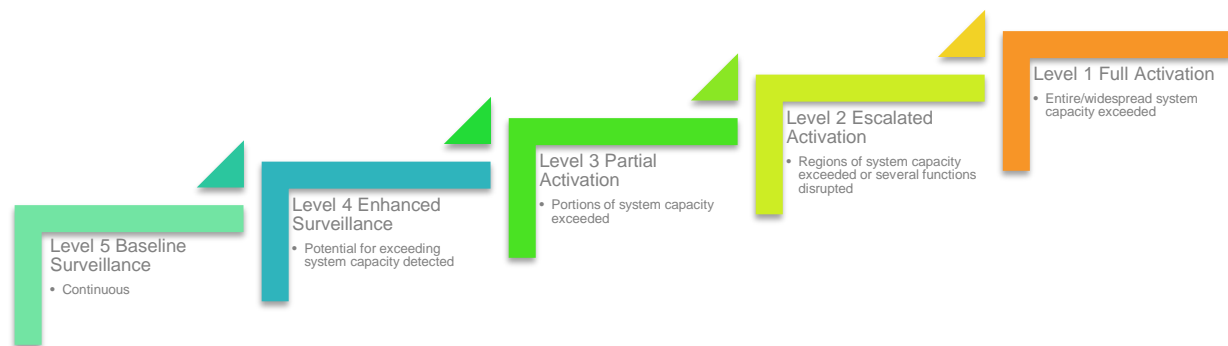 Level 5 Baseline
Surveillance
• Continuous
Level 4 Enhanced
Surveillance
• Potential for exceeding
system capacity detected
Level 3 Partial
Activation
• Portions of system capacity
exceeded
Level 2 Escalated
Activation
• Regions of system capacity
exceeded or several functions
disrupted
Level 1 Full Activation
• Entire/widespread system
capacity exceeded